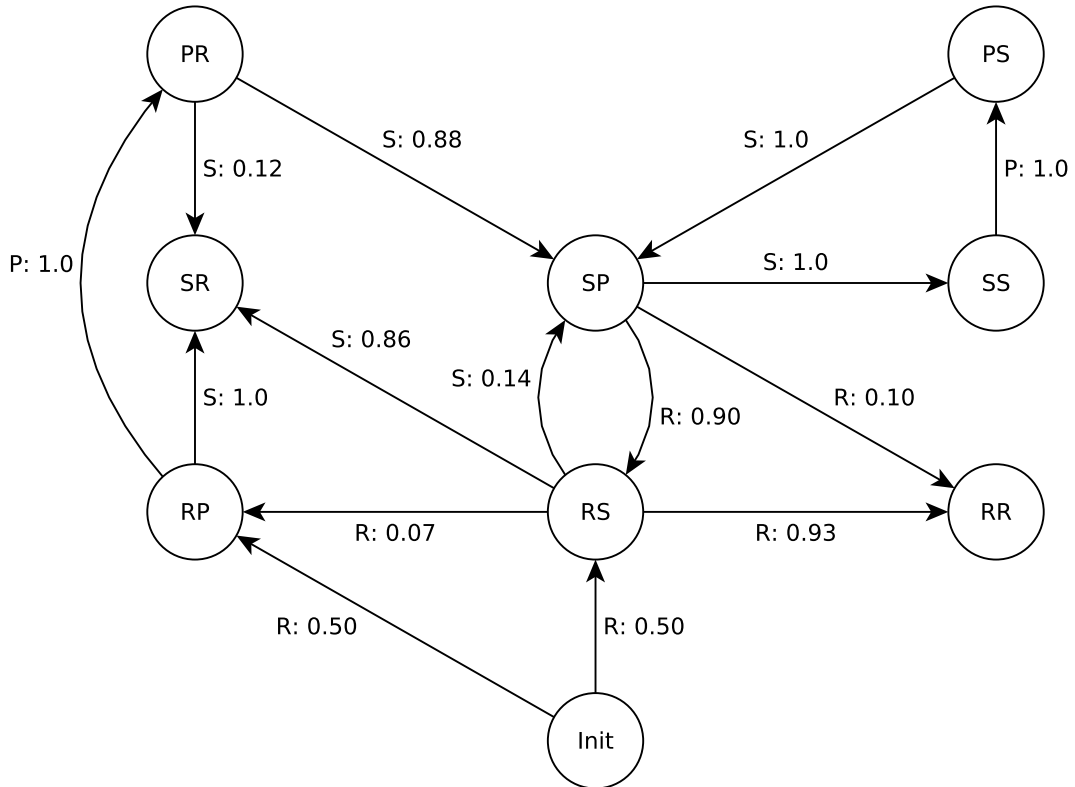 PR
PS
S: 0.88
S: 1.0
S: 0.12
P: 1.0
P: 1.0
SR
SP
S: 1.0
SS
S: 0.86
S: 0.14
S: 1.0
R: 0.10
R: 0.90
RP
R: 0.07
RS
R: 0.93
RR
R: 0.50
R: 0.50
Init